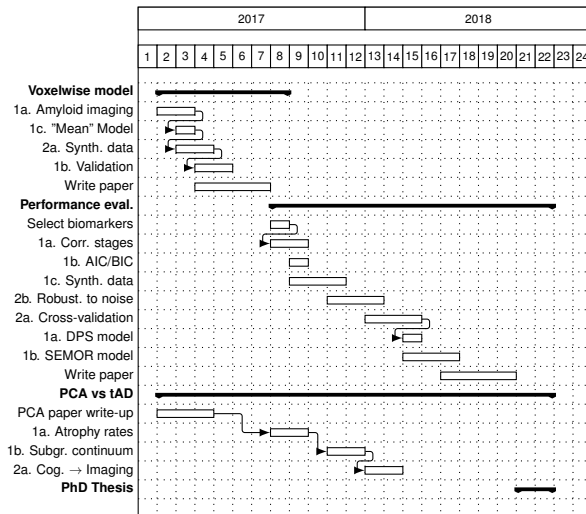 2017 2018
1 2 3 4 5 6 7 8 9 10 11 12 13 14 15 16 17 18 19 20 21 22 23 24
Voxelwise model
1a. Amyloid imaging
1c. "Mean" Model
2a. Synth. data
1b. Validation
Write paper
Performance eval.
Select biomarkers
1a. Corr. stages
1b. AIC/BIC
1c. Synth. data
2b. Robust. to noise
2a. Cross-validation
1a. DPS model
1b. SEMOR model
Write paper
PCA vs tAD
PCA paper write-up
1a. Atrophy rates
1b. Subgr. continuum
2a. Cog. → Imaging
PhD Thesis